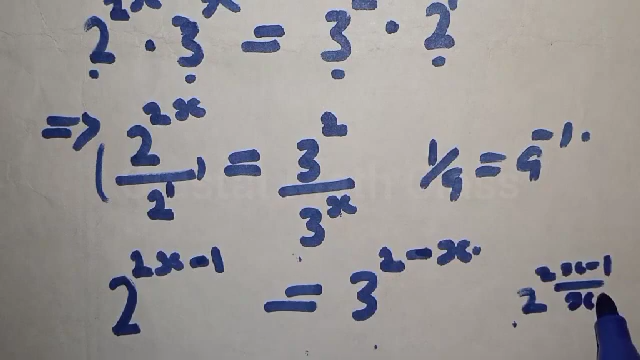 2^{2x} · 3^{x} = 3^{2} · 2^{1}
=> (2^{2x}/2^{1}) = 3^{2}/3^{x} 1/9 = 9^{-1}.
2^{2x-1} = 3^{2-x}. 2^{(2x-1)/x}